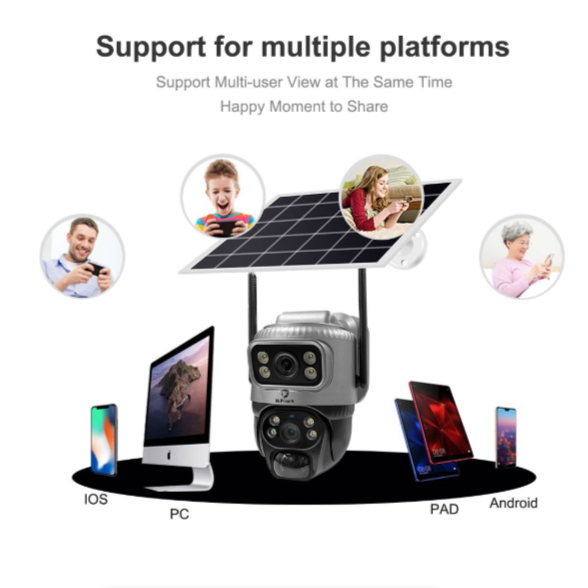 Support for multiple platforms
Support Multi-user View at The Same Time
Happy Moment to Share
IOS
PC
PAD
Android